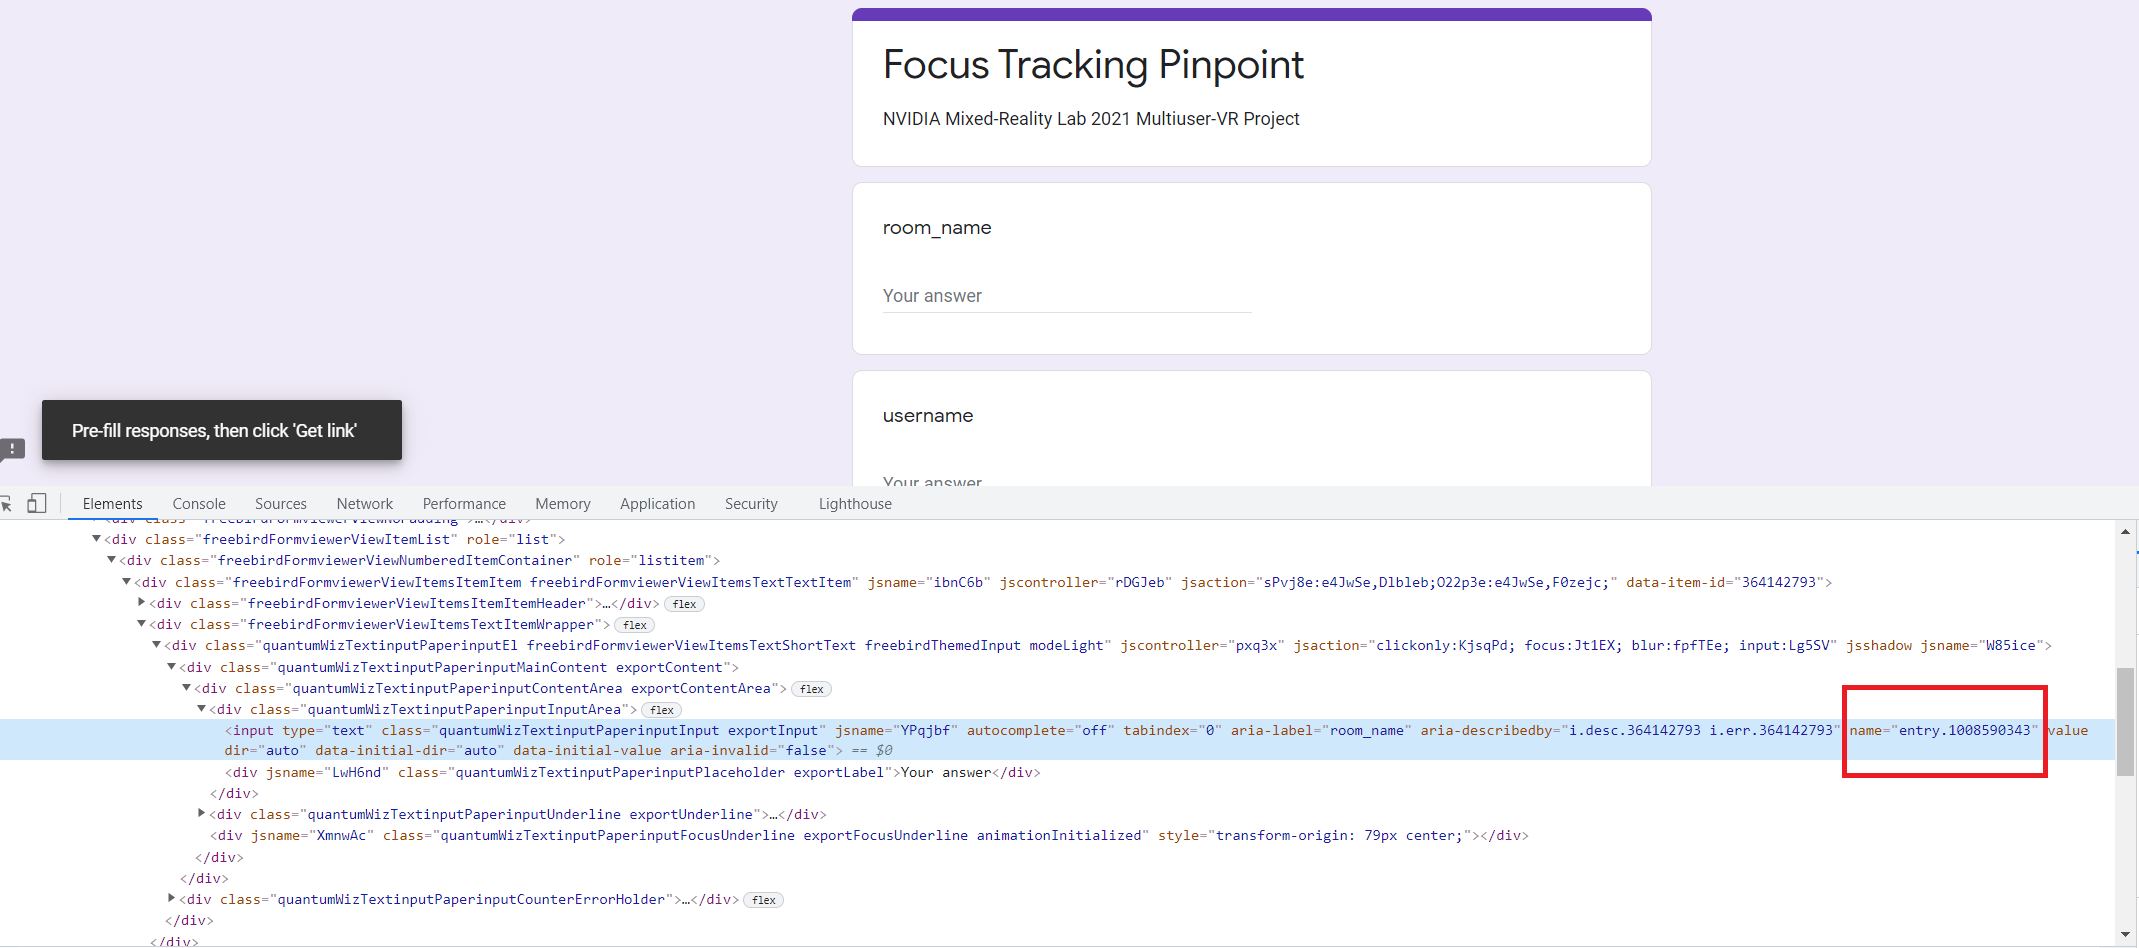 Focus Tracking Pinpoint
NVIDIA Mixed-Reality Lab 2021 Multiuser-VR Project
room_name
Your answer
username
Your answer
Pre-fill responses, then click 'Get link'
Elements Console Sources Network Performance Memory Application Security Lighthouse
<div class="freebirdFormviewerViewNoPadding">…</div>
<div class="freebirdFormviewerViewItemList" role="list">
<div class="freebirdFormviewerViewNumberedItemContainer" role="listitem">
<div class="freebirdFormviewerViewItemsItemItem freebirdFormviewerViewItemsTextTextItem" jsname="ibnC6b" jscontroller="rDGJeb" jsaction="sPvj8e:e4JwSe,Dlbleb;O22p3e:e4JwSe,F0zejc;" data-item-id="364142793">
<div class="freebirdFormviewerViewItemsItemItemHeader">…</div> flex
<div class="freebirdFormviewerViewItemsTextItemWrapper"> flex
<div class="quantumWizTextinputPaperinputEl freebirdFormviewerViewItemsTextShortText freebirdThemedInput modeLight" jscontroller="pxq3x" jsaction="clickonly:KjsqPd; focus:Jt1EX; blur:fpfTEe; input:Lg5SV" jsshadow jsname="W85ice">
<div class="quantumWizTextinputPaperinputMainContent exportContent">
<div class="quantumWizTextinputPaperinputContentArea exportContentArea"> flex
<div class="quantumWizTextinputPaperinputInputArea"> flex
<input type="text" class="quantumWizTextinputPaperinputInput exportInput" jsname="YPqjbf" autocomplete="off" tabindex="0" aria-label="room_name" aria-describedby="i.desc.364142793 i.err.364142793" name="entry.1008590343" value
dir="auto" data-initial-dir="auto" data-initial-value aria-invalid="false"> == $0
<div jsname="LwH6nd" class="quantumWizTextinputPaperinputPlaceholder exportLabel">Your answer</div>
</div>
<div class="quantumWizTextinputPaperinputUnderline exportUnderline">…</div>
<div jsname="XmnwAc" class="quantumWizTextinputPaperinputFocusUnderline exportFocusUnderline animationInitialized" style="transform-origin: 79px center;"></div>
</div>
</div>
<div class="quantumWizTextinputPaperinputCounterErrorHolder">…</div> flex
</div>
</div>